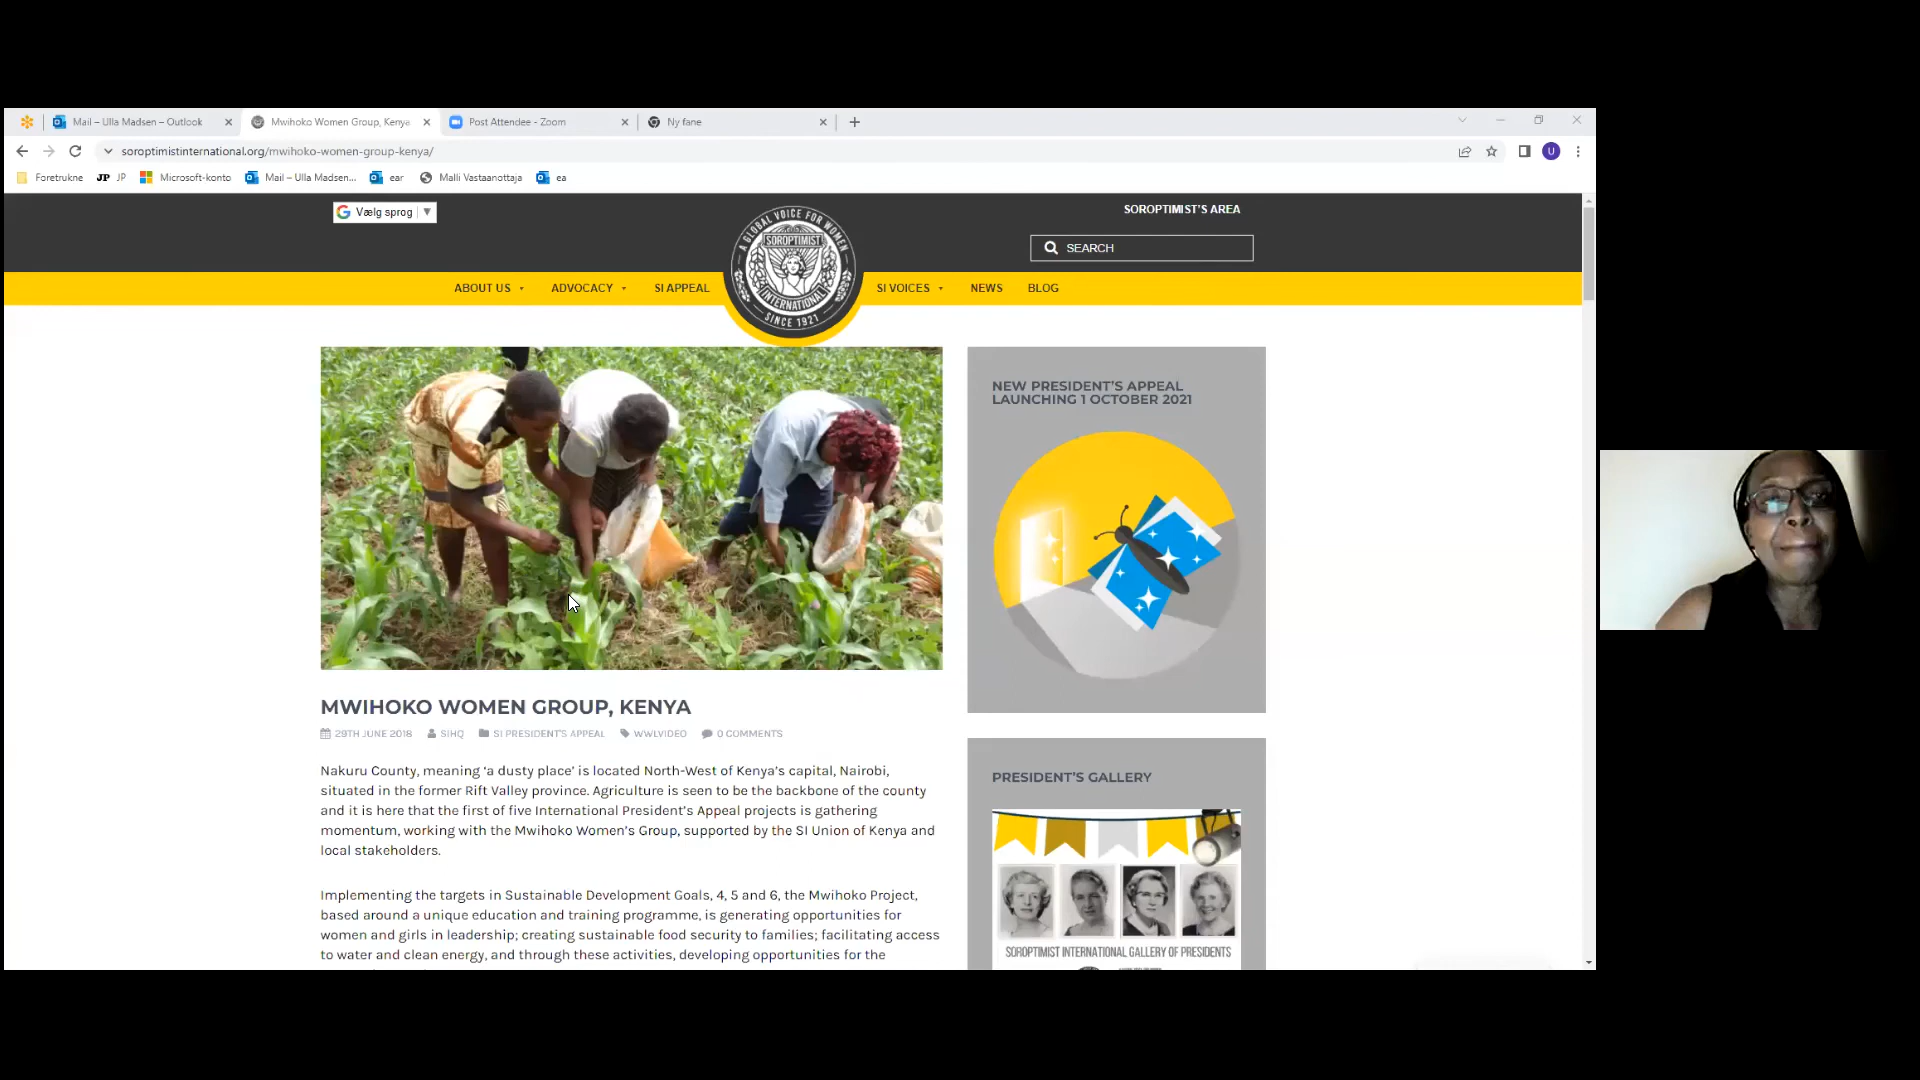 Mail – Ulla Madsen – Outlook
Mwihoko Women Group, Kenya
Post Attendee - Zoom
Ny fane
soroptimistinternational.org/mwihoko-women-group-kenya/
Foretrukne
JP JP
Microsoft-konto
Mail – Ulla Madsen...
ear
Malli Vastaanottaja
ea
U
G Vælg sprog
A GLOBAL VOICE FOR WOMEN
SOROPTIMIST
INTERNATIONAL
SINCE 1921
SOROPTIMIST'S AREA
SEARCH
ABOUT US
ADVOCACY
SI APPEAL
SI VOICES
NEWS
BLOG
MWIHOKO WOMEN GROUP, KENYA
29TH JUNE 2018 SIHQ SI PRESIDENT'S APPEAL WWLVIDEO 0 COMMENTS
Nakuru County, meaning ‘a dusty place’ is located North-West of Kenya’s capital, Nairobi,
situated in the former Rift Valley province. Agriculture is seen to be the backbone of the county
and it is here that the first of five International President’s Appeal projects is gathering
momentum, working with the Mwihoko Women’s Group, supported by the SI Union of Kenya and
local stakeholders.
Implementing the targets in Sustainable Development Goals, 4, 5 and 6, the Mwihoko Project,
based around a unique education and training programme, is generating opportunities for
women and girls in leadership; creating sustainable food security to families; facilitating access
to water and clean energy, and through these activities, developing opportunities for the
NEW PRESIDENT’S APPEAL
LAUNCHING 1 OCTOBER 2021
PRESIDENT’S GALLERY
SOROPTIMIST INTERNATIONAL GALLERY OF PRESIDENTS